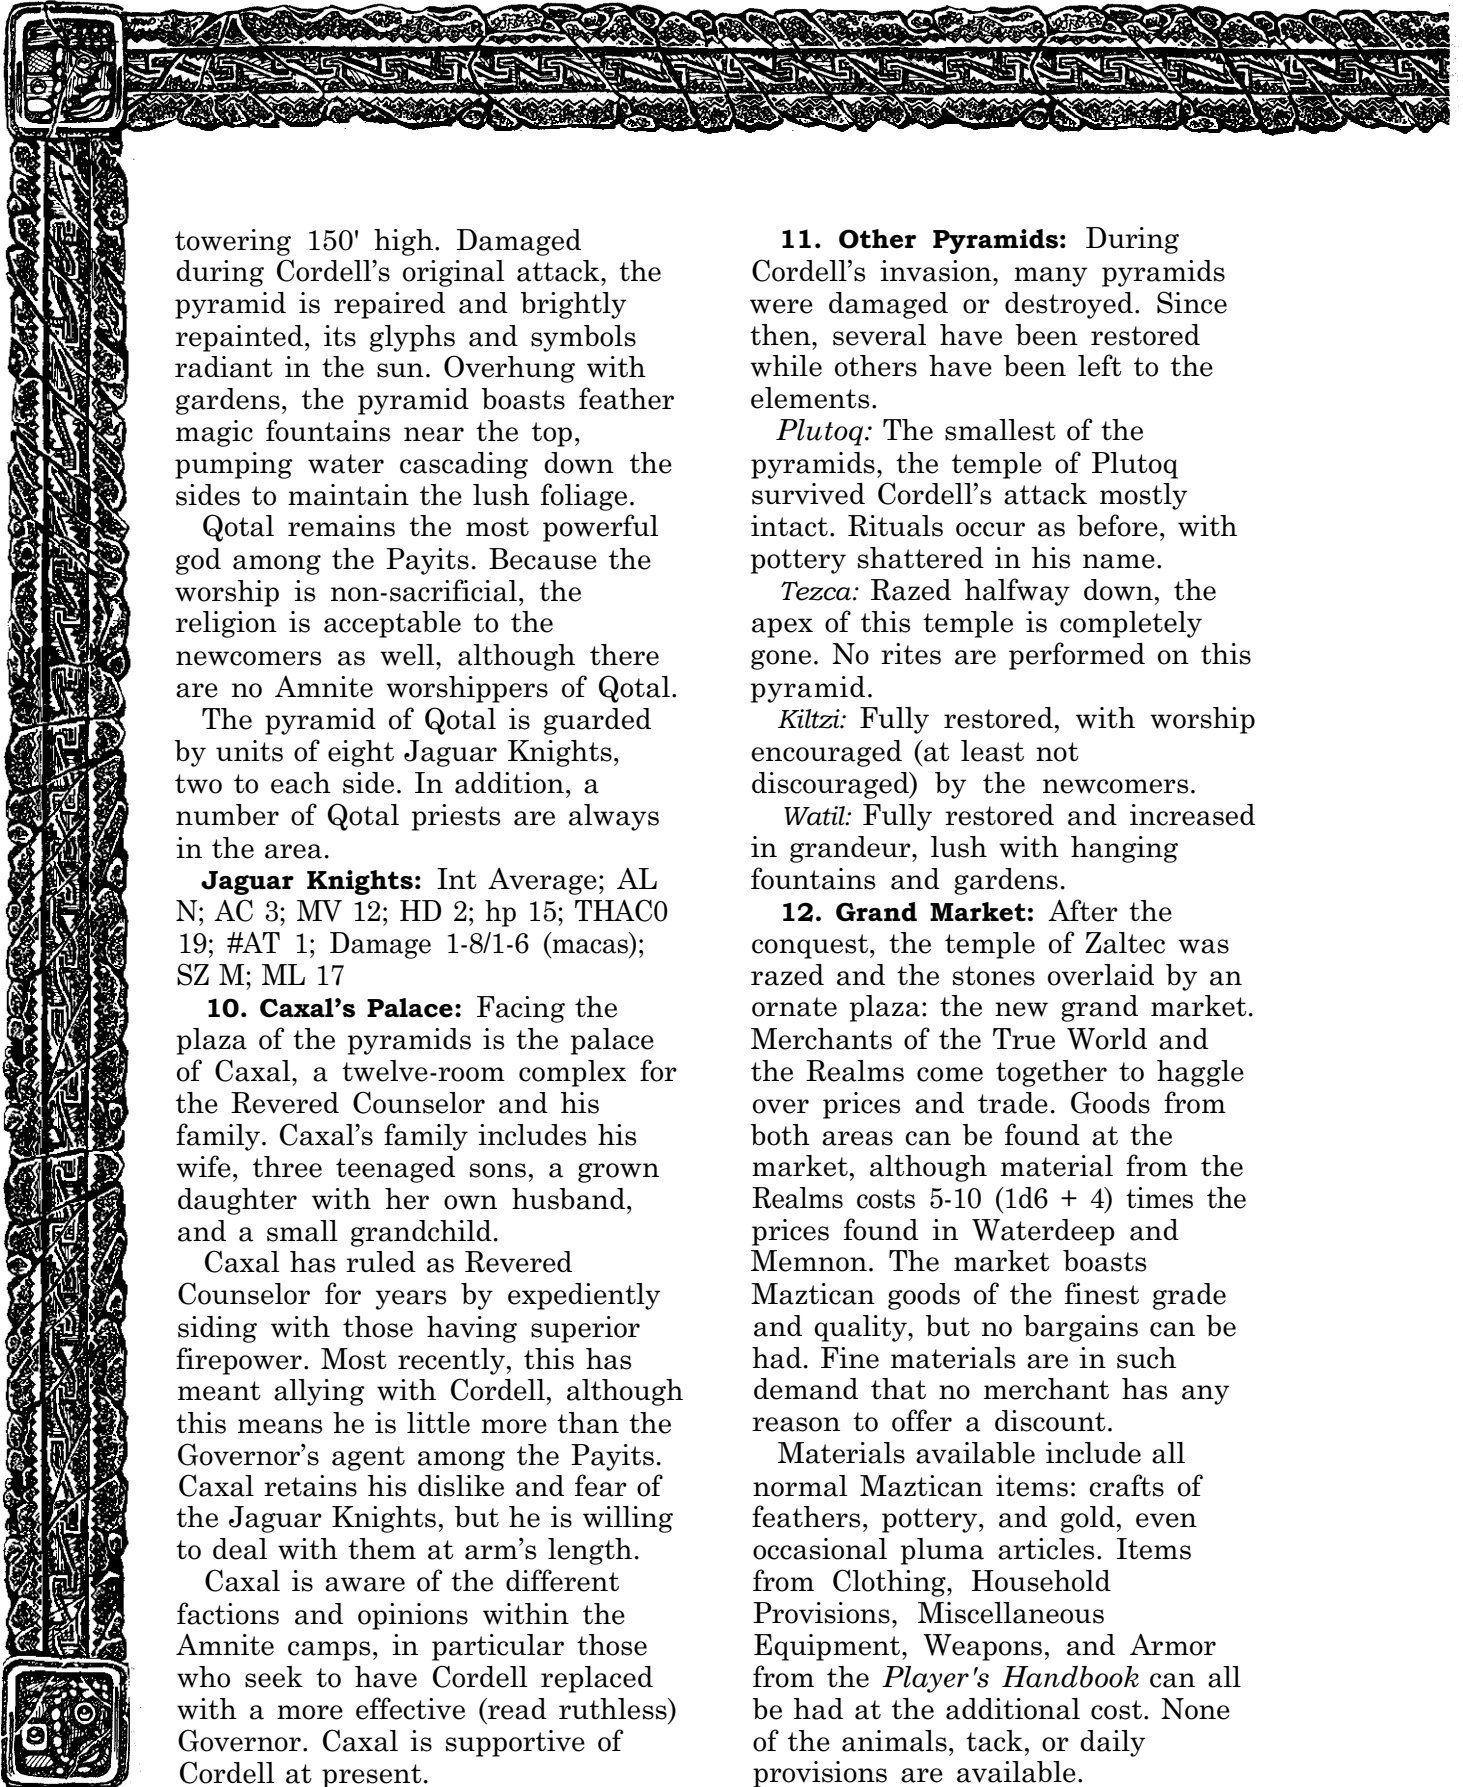 towering 150' high. Damaged
during Cordell’s original attack, the
pyramid is repaired and brightly
repainted, its glyphs and symbols
radiant in the sun. Overhung with
gardens, the pyramid boasts feather
magic fountains near the top,
pumping water cascading down the
sides to maintain the lush foliage.
Qotal remains the most powerful
god among the Payits. Because the
worship is non-sacrificial, the
religion is acceptable to the
newcomers as well, although there
are no Amnite worshippers of Qotal.
The pyramid of Qotal is guarded
by units of eight Jaguar Knights,
two to each side. In addition, a
number of Qotal priests are always
in the area.
Jaguar Knights: Int Average; AL
N; AC 3; MV 12; HD 2; hp 15; THAC0
19; #AT 1; Damage 1-8/1-6 (macas);
SZ M; ML 17
10. Caxal’s Palace: Facing the
plaza of the pyramids is the palace
of Caxal, a twelve-room complex for
the Revered Counselor and his
family. Caxal’s family includes his
wife, three teenaged sons, a grown
daughter with her own husband,
and a small grandchild.
Caxal has ruled as Revered
Counselor for years by expediently
siding with those having superior
firepower. Most recently, this has
meant allying with Cordell, although
this means he is little more than the
Governor’s agent among the Payits.
Caxal retains his dislike and fear of
the Jaguar Knights, but he is willing
to deal with them at arm’s length.
Caxal is aware of the different
factions and opinions within the
Amnite camps, in particular those
who seek to have Cordell replaced
with a more effective (read ruthless)
Governor. Caxal is supportive of
Cordell at present.
11. Other Pyramids: During
Cordell’s invasion, many pyramids
were damaged or destroyed. Since
then, several have been restored
while others have been left to the
elements.
Plutoq: The smallest of the
pyramids, the temple of Plutoq
survived Cordell’s attack mostly
intact. Rituals occur as before, with
pottery shattered in his name.
Tezca: Razed halfway down, the
apex of this temple is completely
gone. No rites are performed on this
pyramid.
Kiltzi: Fully restored, with worship
encouraged (at least not
discouraged) by the newcomers.
Watil: Fully restored and increased
in grandeur, lush with hanging
fountains and gardens.
12. Grand Market: After the
conquest, the temple of Zaltec was
razed and the stones overlaid by an
ornate plaza: the new grand market.
Merchants of the True World and
the Realms come together to haggle
over prices and trade. Goods from
both areas can be found at the
market, although material from the
Realms costs 5-10 (1d6 + 4) times the
prices found in Waterdeep and
Memnon. The market boasts
Maztican goods of the finest grade
and quality, but no bargains can be
had. Fine materials are in such
demand that no merchant has any
reason to offer a discount.
Materials available include all
normal Maztican items: crafts of
feathers, pottery, and gold, even
occasional pluma articles. Items
from Clothing, Household
Provisions, Miscellaneous
Equipment, Weapons, and Armor
from the Player's Handbook can all
be had at the additional cost. None
of the animals, tack, or daily
provisions are available.